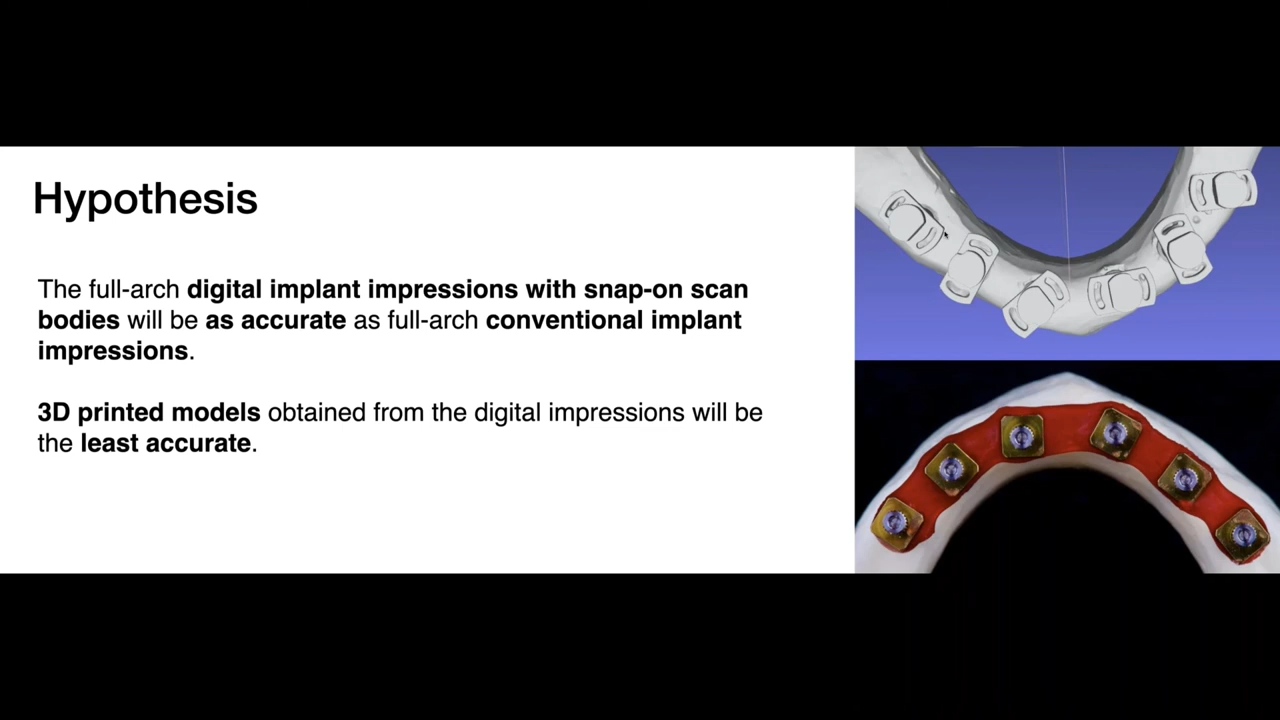 Hypothesis
The full-arch digital implant impressions with snap-on scan
bodies will be as accurate as full-arch conventional implant
impressions.
3D printed models obtained from the digital impressions will be
the least accurate.